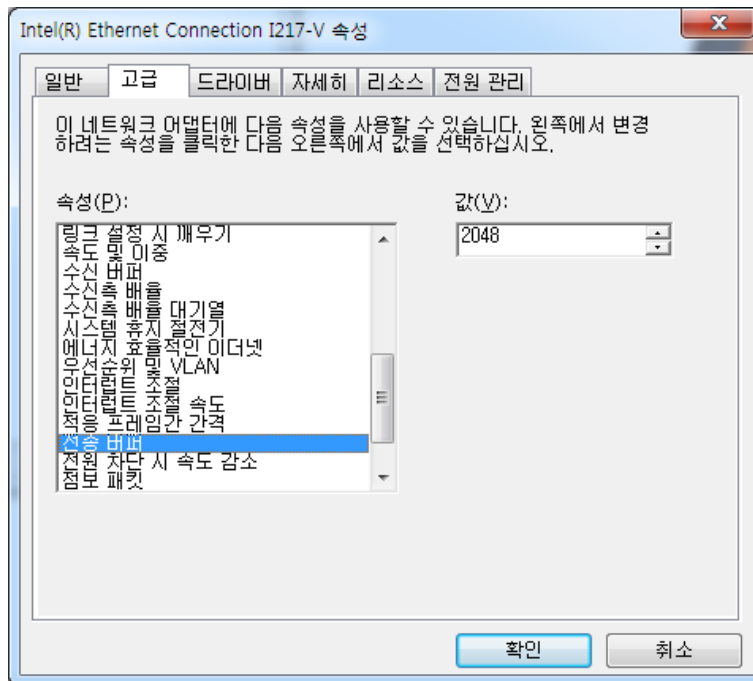 Intel(R) Ethernet Connection I217-V 속성
일반 고급 드라이버 자세히 리소스 전원 관리
이 네트워크 어댑터에 다음 속성을 사용할 수 있습니다. 왼쪽에서 변경
하려는 속성을 클릭한 다음 오른쪽에서 값을 선택하십시오.
속성(P): 값(V):
링크 설정 시 깨우기 2048
속도 및 이중
수신 버퍼
수신측 배율
수신측 배율 대기열
시스템 휴지 절전기
에너지 효율적인 이더넷
우선순위 및 VLAN
인터럽트 조절
인터럽트 조절 속도
적응 프레임간 간격
전송 버퍼
전원 차단 시 속도 감소
점보 패킷
확인 취소